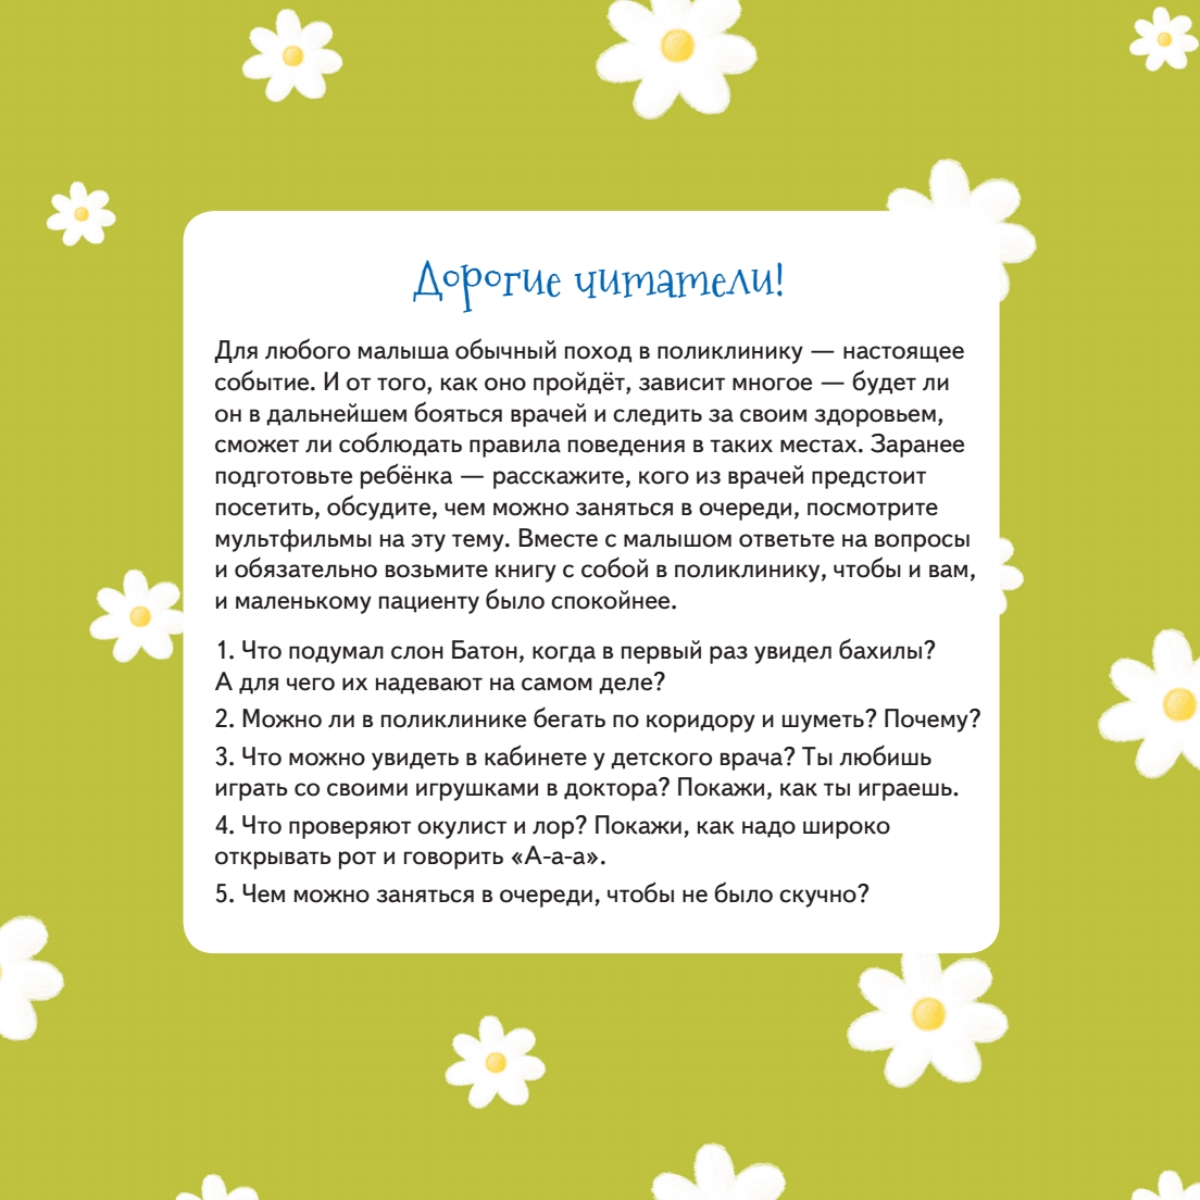 Дорогие читатели!
Для любого малыша обычный поход в поликлинику — настоящее
событие. И от того, как оно пройдёт, зависит многое — будет ли
он в дальнейшем бояться врачей и следить за своим здоровьем,
сможет ли соблюдать правила поведения в таких местах. Заранее
подготовьте ребёнка — расскажите, кого из врачей предстоит
посетить, обсудите, чем можно заняться в очереди, посмотрите
мультфильмы на эту тему. Вместе с малышом ответьте на вопросы
и обязательно возьмите книгу с собой в поликлинику, чтобы и вам,
и маленькому пациенту было спокойнее.
1. Что подумал слон Батон, когда в первый раз увидел бахилы?
А для чего их надевают на самом деле?
2. Можно ли в поликлинике бегать по коридору и шуметь? Почему?
3. Что можно увидеть в кабинете у детского врача? Ты любишь
играть со своими игрушками в доктора? Покажи, как ты играешь.
4. Что проверяют окулист и лор? Покажи, как надо широко
открывать рот и говорить «А-а-а».
5. Чем можно заняться в очереди, чтобы не было скучно?